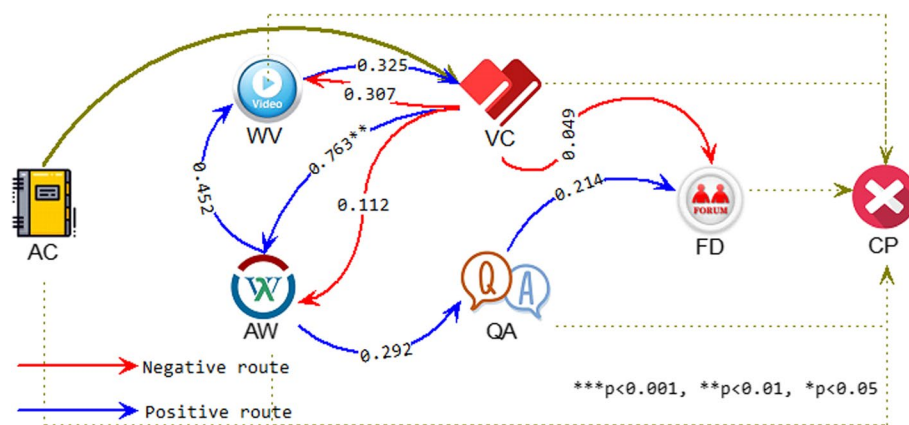 0.325
Video
WV
0.307
VC
0.763**
0.049
0.452
0.112
0.214
FORUM
AC
FD
CP
W
Q
A
AW
QA
0.292
Negative route
***p<0.001, **p<0.01, *p<0.05
Positive route